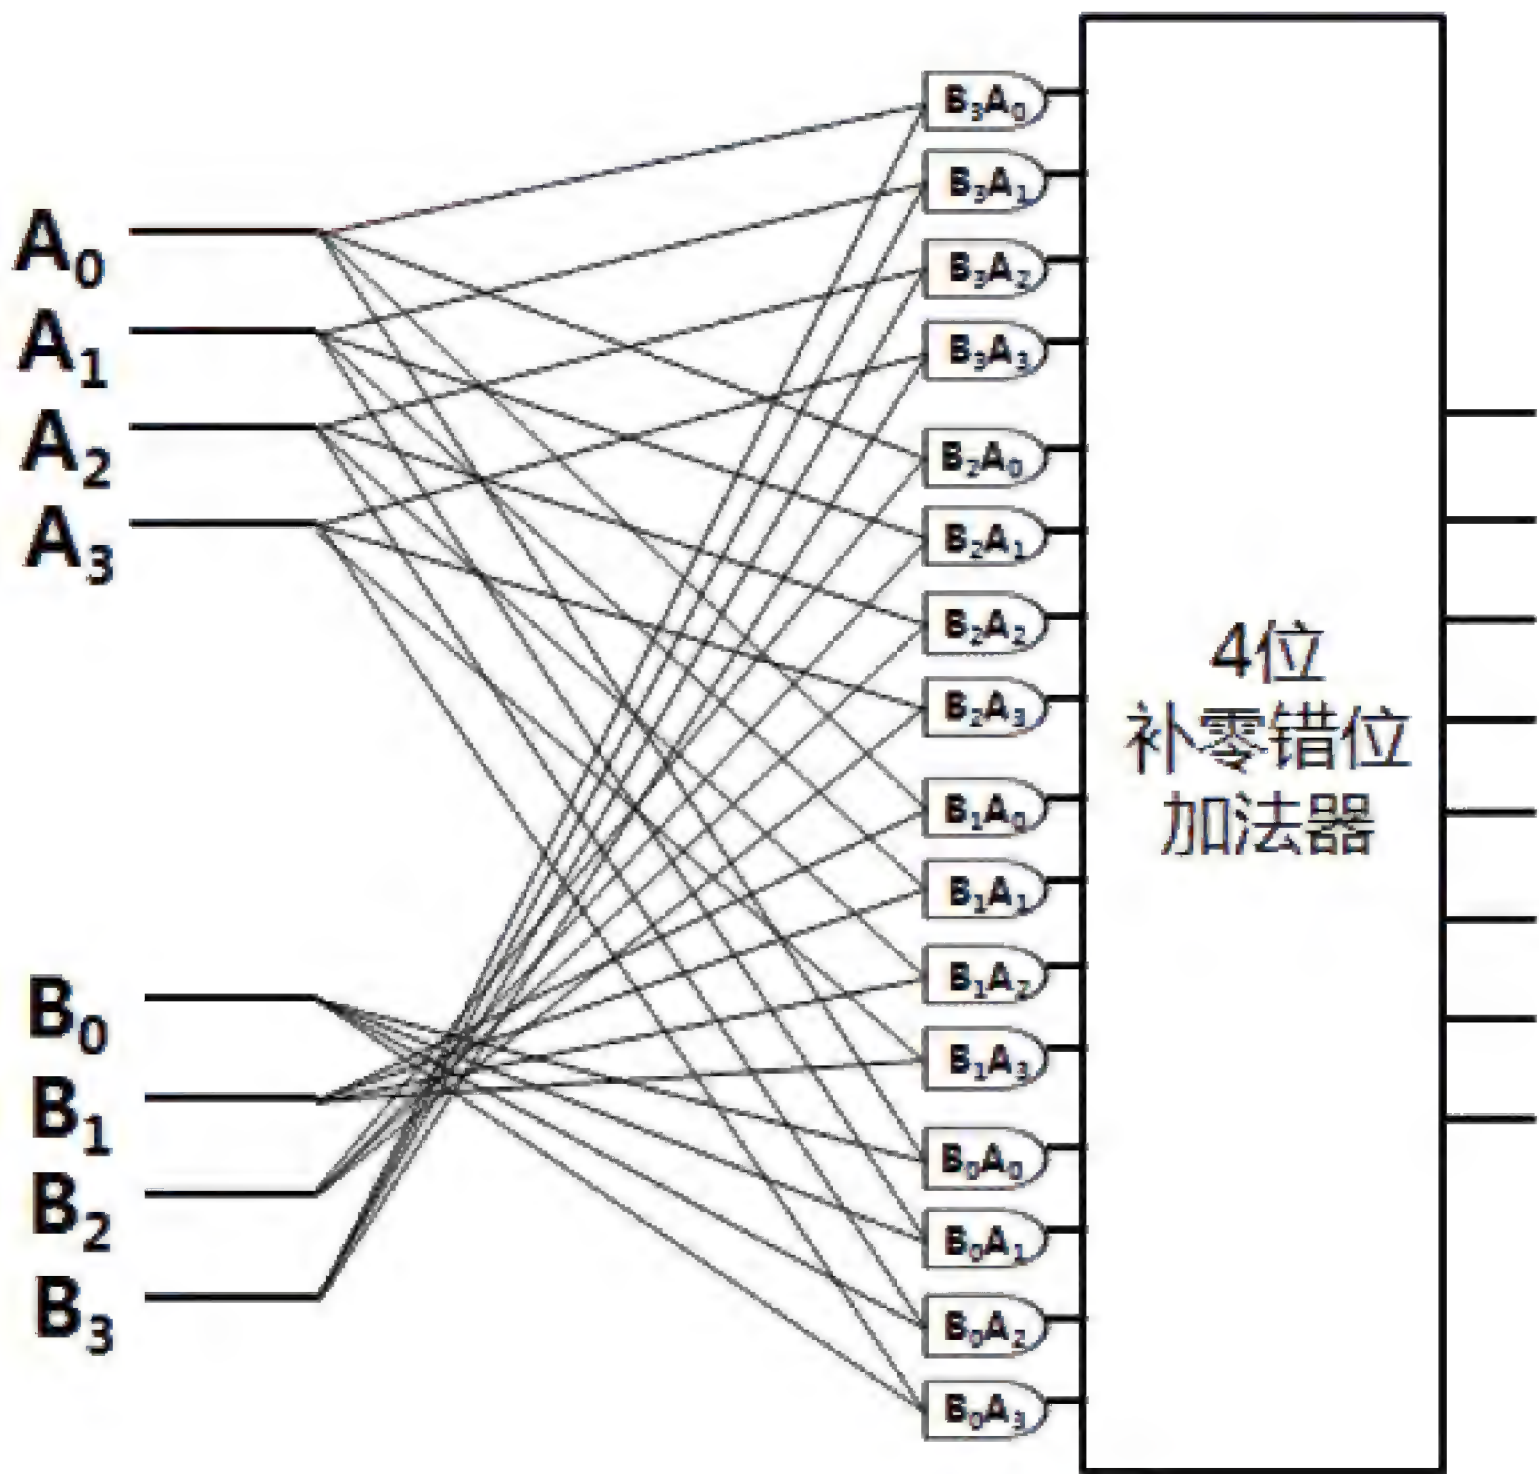 A₀
A₁
A₂
A₃
B₀
B₁
B₂
B₃
B₃A₀
B₃A₁
B₃A₂
B₃A₃
B₂A₀
B₂A₁
B₂A₂
B₂A₃
B₁A₀
B₁A₁
B₁A₂
B₁A₃
B₀A₀
B₀A₁
B₀A₂
B₀A₃
4位
补零错位
加法器